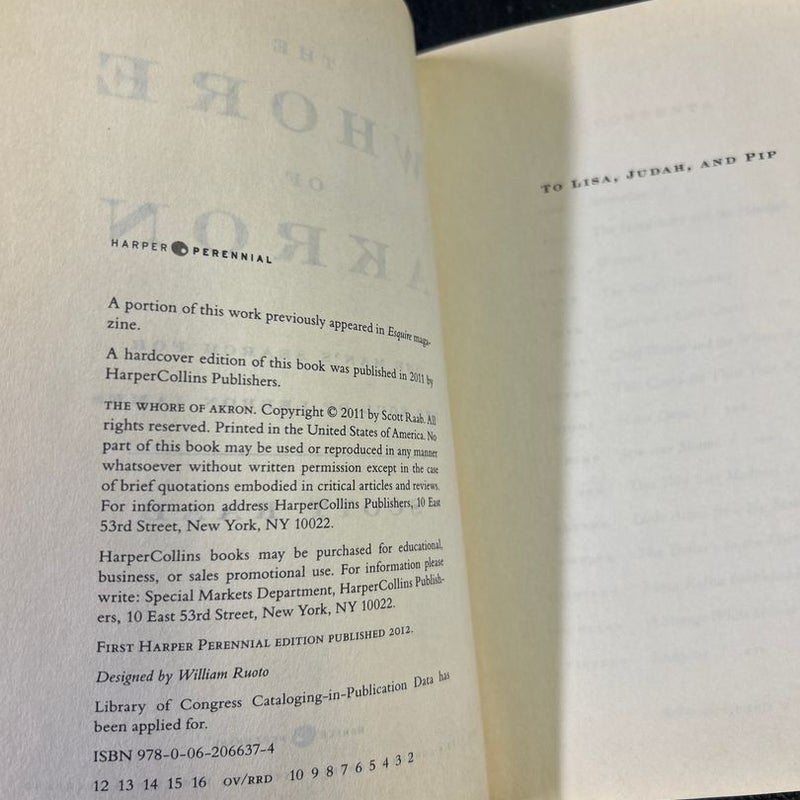 HARPER PERENNIAL
A portion of this work previously appeared in Esquire maga-
zine.
A hardcover edition of this book was published in 2011 by
HarperCollins Publishers.
THE WHORE OF AKRON. Copyright © 2011 by Scott Raab. All
rights reserved. Printed in the United States of America. No
part of this book may be used or reproduced in any manner
whatsoever without written permission except in the case
of brief quotations embodied in critical articles and reviews.
For information address HarperCollins Publishers, 10 East
53rd Street, New York, NY 10022.
HarperCollins books may be purchased for educational,
business, or sales promotional use. For information please
write: Special Markets Department, HarperCollins Publish-
ers, 10 East 53rd Street, New York, NY 10022.
FIRST HARPER PERENNIAL EDITION PUBLISHED 2012.
Designed by William Ruoto
Library of Congress Cataloging-in-Publication Data has
been applied for.
ISBN 978-0-06-206637-4
12 13 14 15 16 OV/RRD 10 9 8 7 6 5 4 3 2
TO LISA, JUDAH, AND PIP